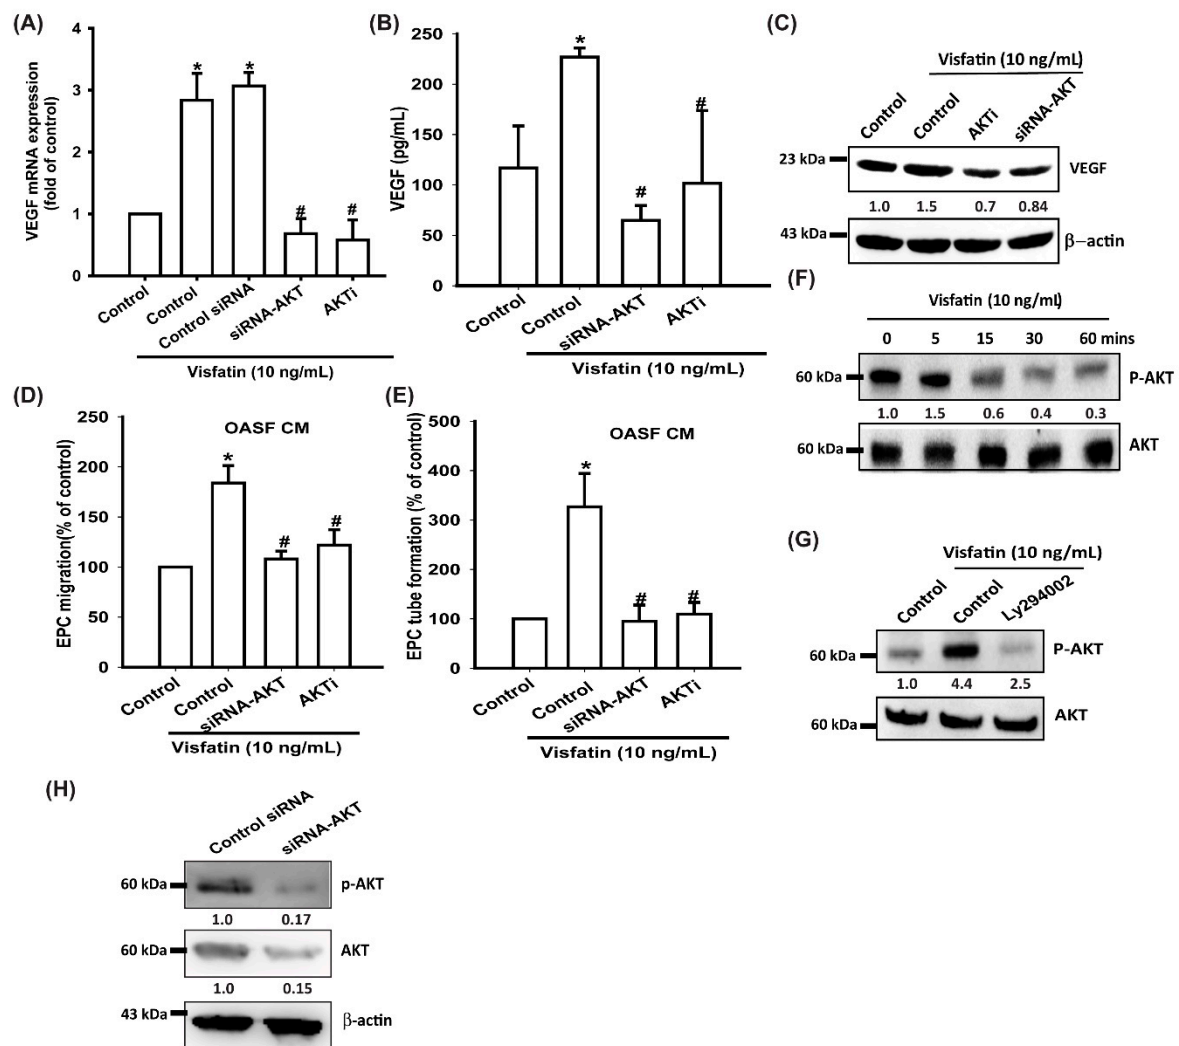 (A)
VEGF mRNA expression
(fold of control)
4
3
2
1
0
*
*
#
#
Control
Control
Control siRNA
siRNA-AKT
AKTi
Visfatin (10 ng/mL)
(B)
VEGF (pg/mL)
250
200
150
100
50
0
*
#
#
Control
Control
siRNA-AKT
AKTi
Visfatin (10 ng/mL)
(C)
Visfatin (10 ng/mL)
Control
Control
AKTi
siRNA-AKT
23 kDa
VEGF
1.0 1.5 0.7 0.84
43 kDa
β−actin
(F)
Visfatin (10 ng/mL)
0 5 15 30 60 mins
60 kDa
P-AKT
1.0 1.5 0.6 0.4 0.3
60 kDa
AKT
(D)
EPC migration(% of control)
250
200
150
100
50
0
OASF CM
*
#
#
Control
Control
siRNA-AKT
AKTi
Visfatin (10 ng/mL)
(E)
EPC tube formation (% of control)
500
400
300
200
100
0
OASF CM
*
#
#
Control
Control
siRNA-AKT
AKTi
Visfatin (10 ng/mL)
(G)
Visfatin (10 ng/mL)
Control
Control
Ly294002
60 kDa
P-AKT
1.0 4.4 2.5
60 kDa
AKT
(H)
Control siRNA
siRNA-AKT
60 kDa
p-AKT
1.0 0.17
60 kDa
AKT
1.0 0.15
43 kDa
β-actin